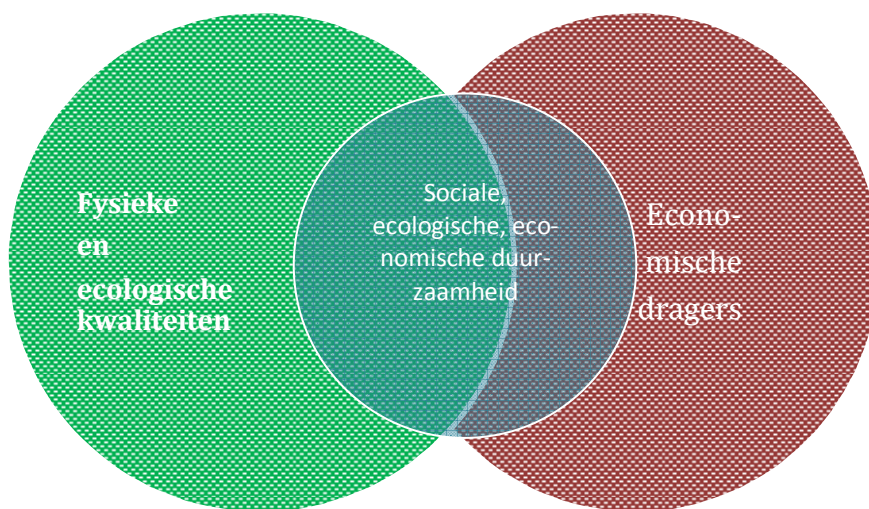 Fysieke
en
ecologische
kwaliteiten
Sociale,
ecologische, eco-
nomische duur-
zaamheid
Econo-
mische
dragers